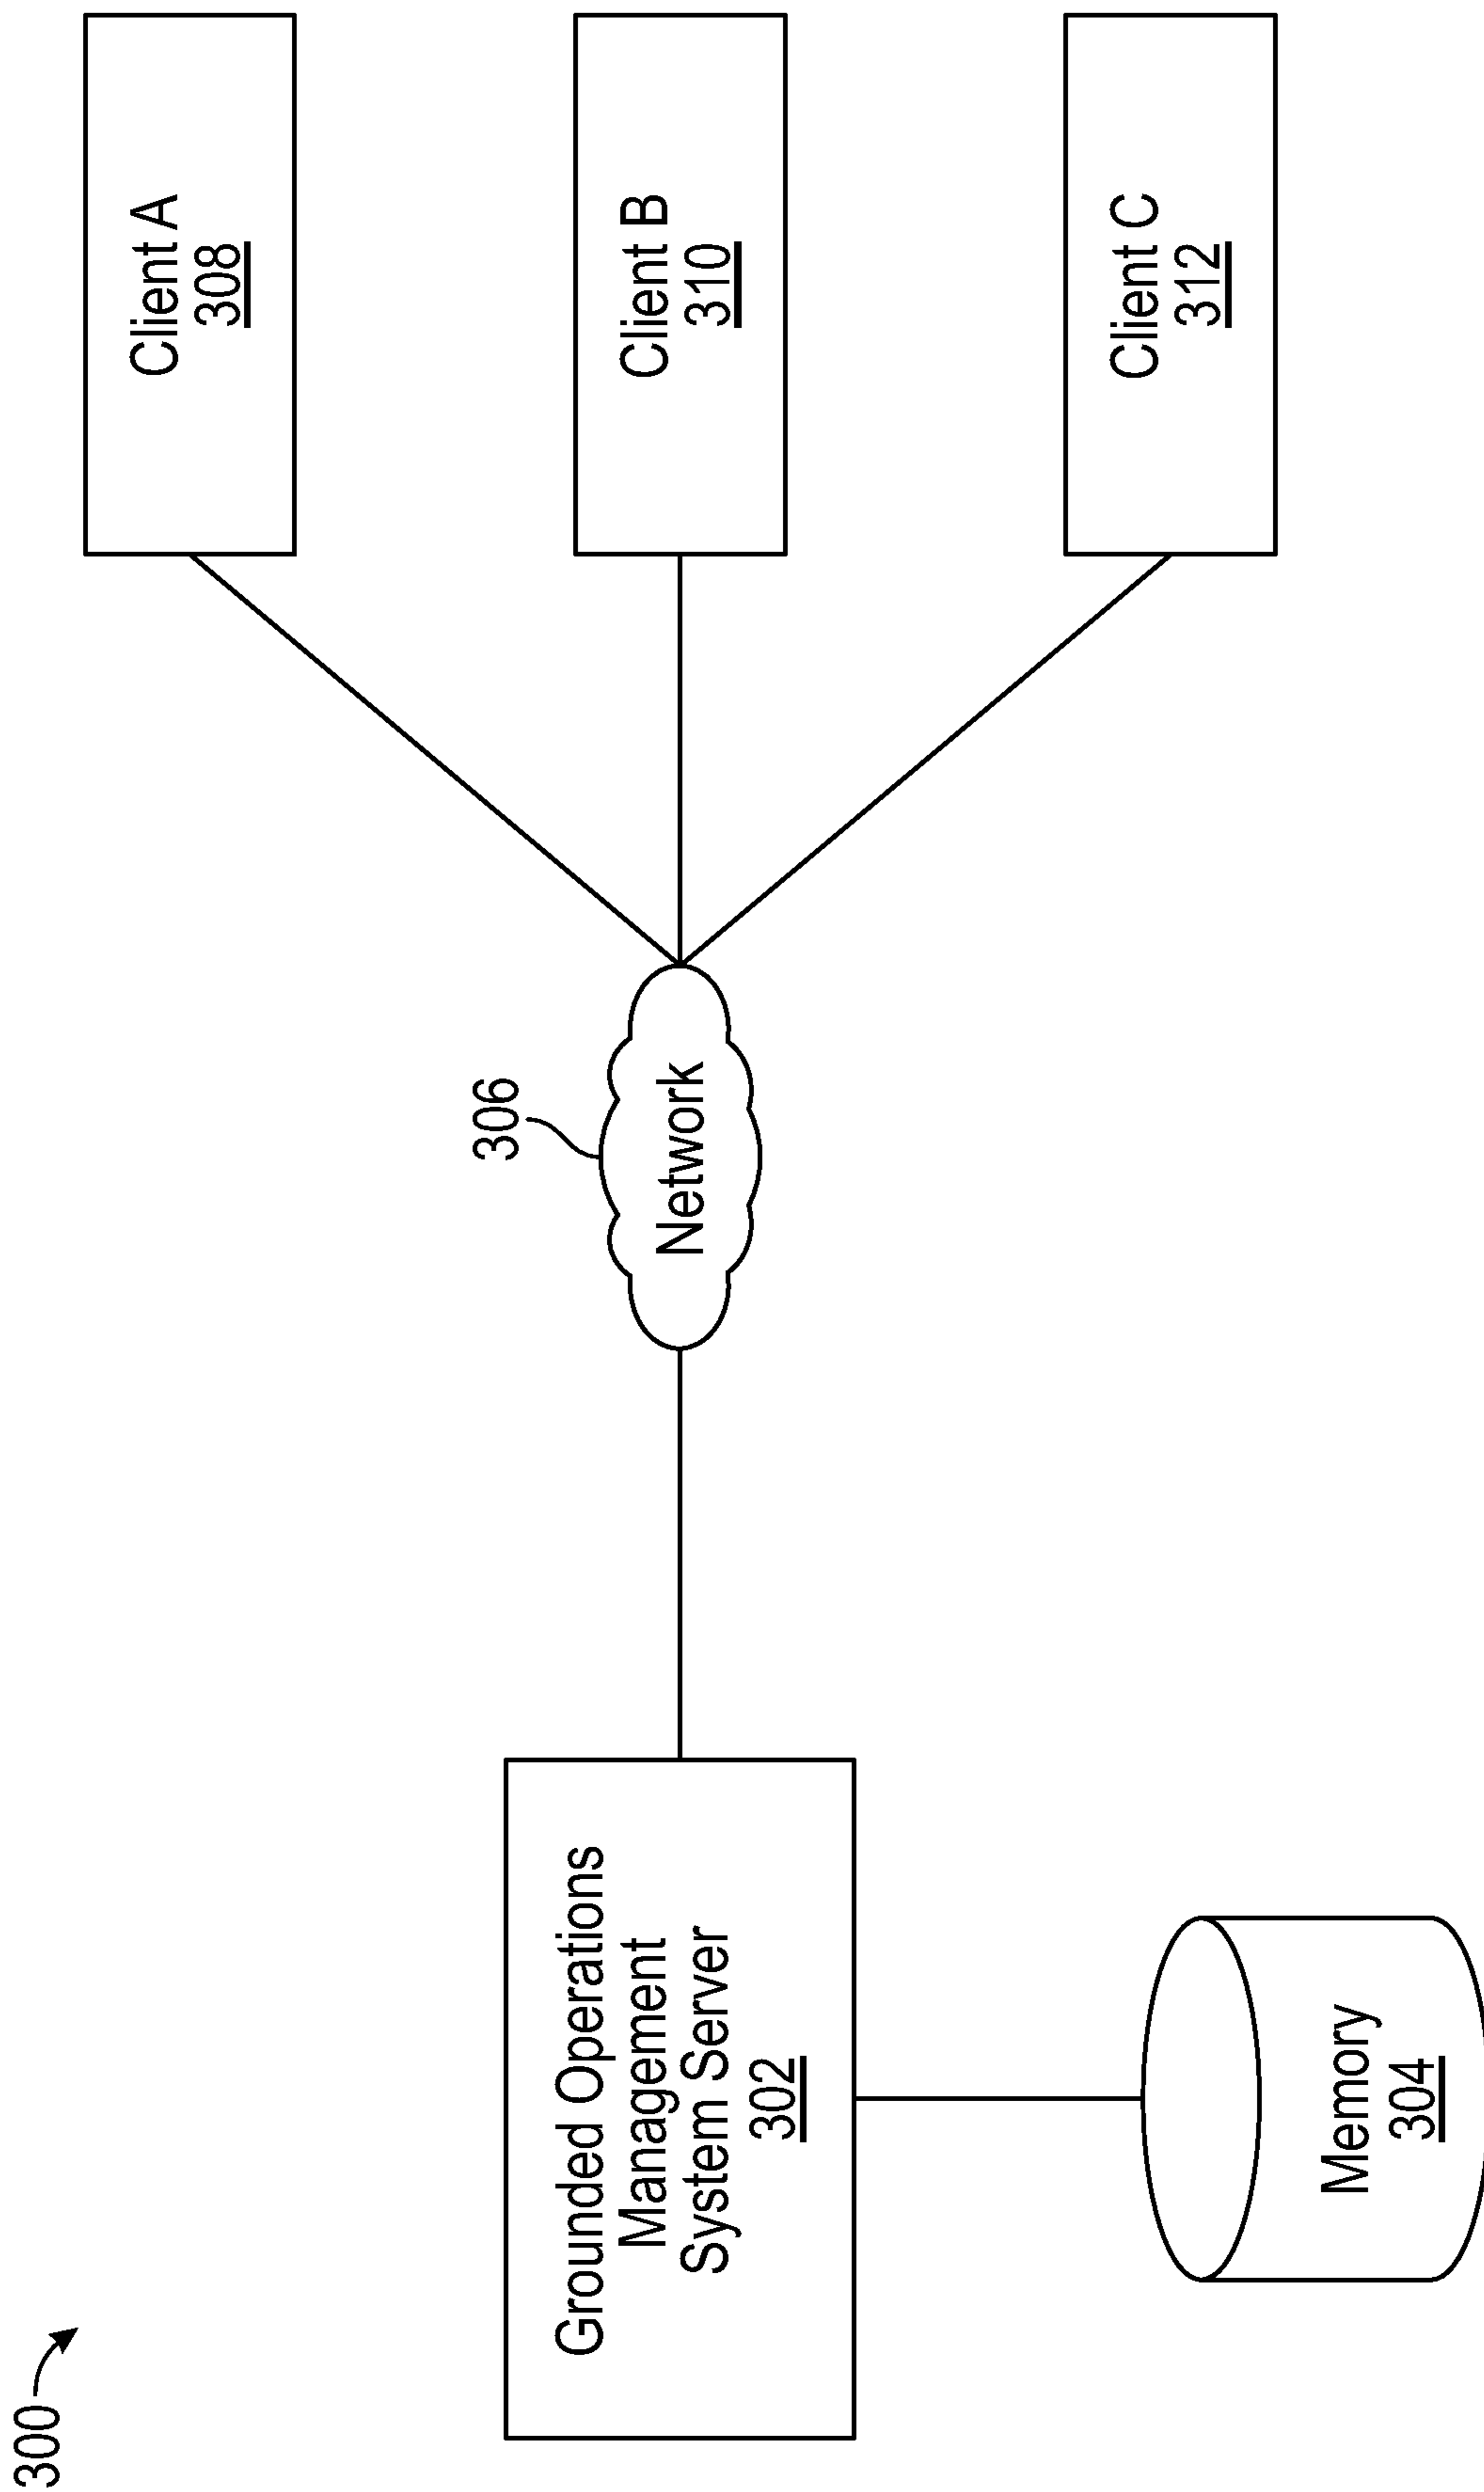 300
Grounded Operations
Management
System Server
302
Memory
304
306
Network
Client A
308
Client B
310
Client C
312